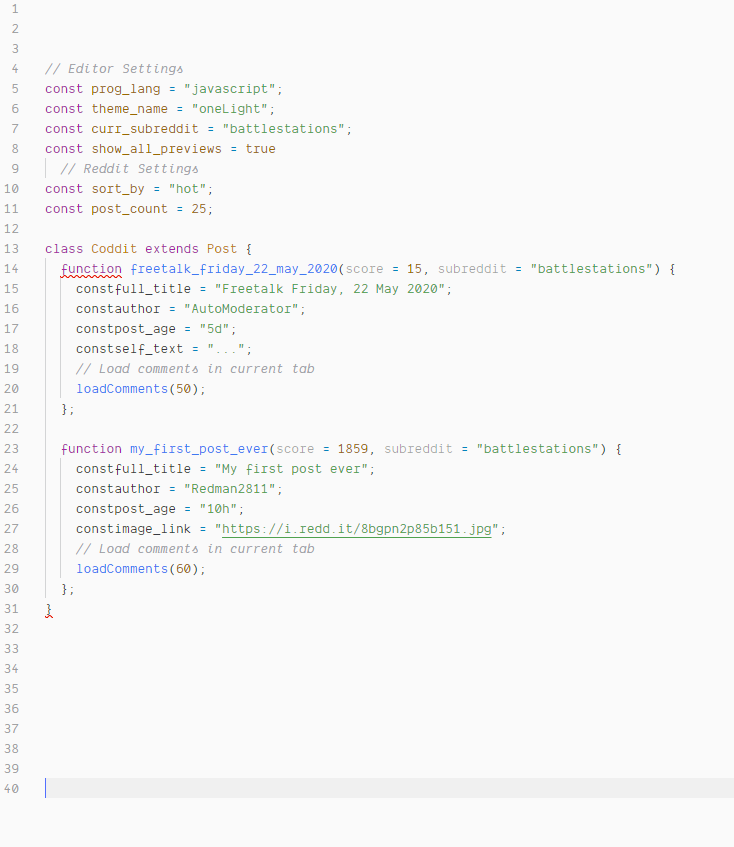 1
2
3
4 // Editor Settings
5 const prog_lang = "javascript";
6 const theme_name = "oneLight";
7 const curr_subreddit = "battlestations";
8 const show_all_previews = true
9 // Reddit Settings
10 const sort_by = "hot";
11 const post_count = 25;
12
13 class Coddit extends Post {
14 function freetalk_friday_22_may_2020(score = 15, subreddit = "battlestations") {
15 constfull_title = "Freetalk Friday, 22 May 2020";
16 constauthor = "AutoModerator";
17 constpost_age = "5d";
18 constself_text = "...";
19 // Load comments in current tab
20 loadComments(50);
21 };
22
23 function my_first_post_ever(score = 1859, subreddit = "battlestations") {
24 constfull_title = "My first post ever";
25 constauthor = "Redman2811";
26 constpost_age = "10h";
27 constimage_link = "https://i.redd.it/8bgpn2p85b151.jpg";
28 // Load comments in current tab
29 loadComments(60);
30 };
31 }
32
33
34
35
36
37
38
39
40